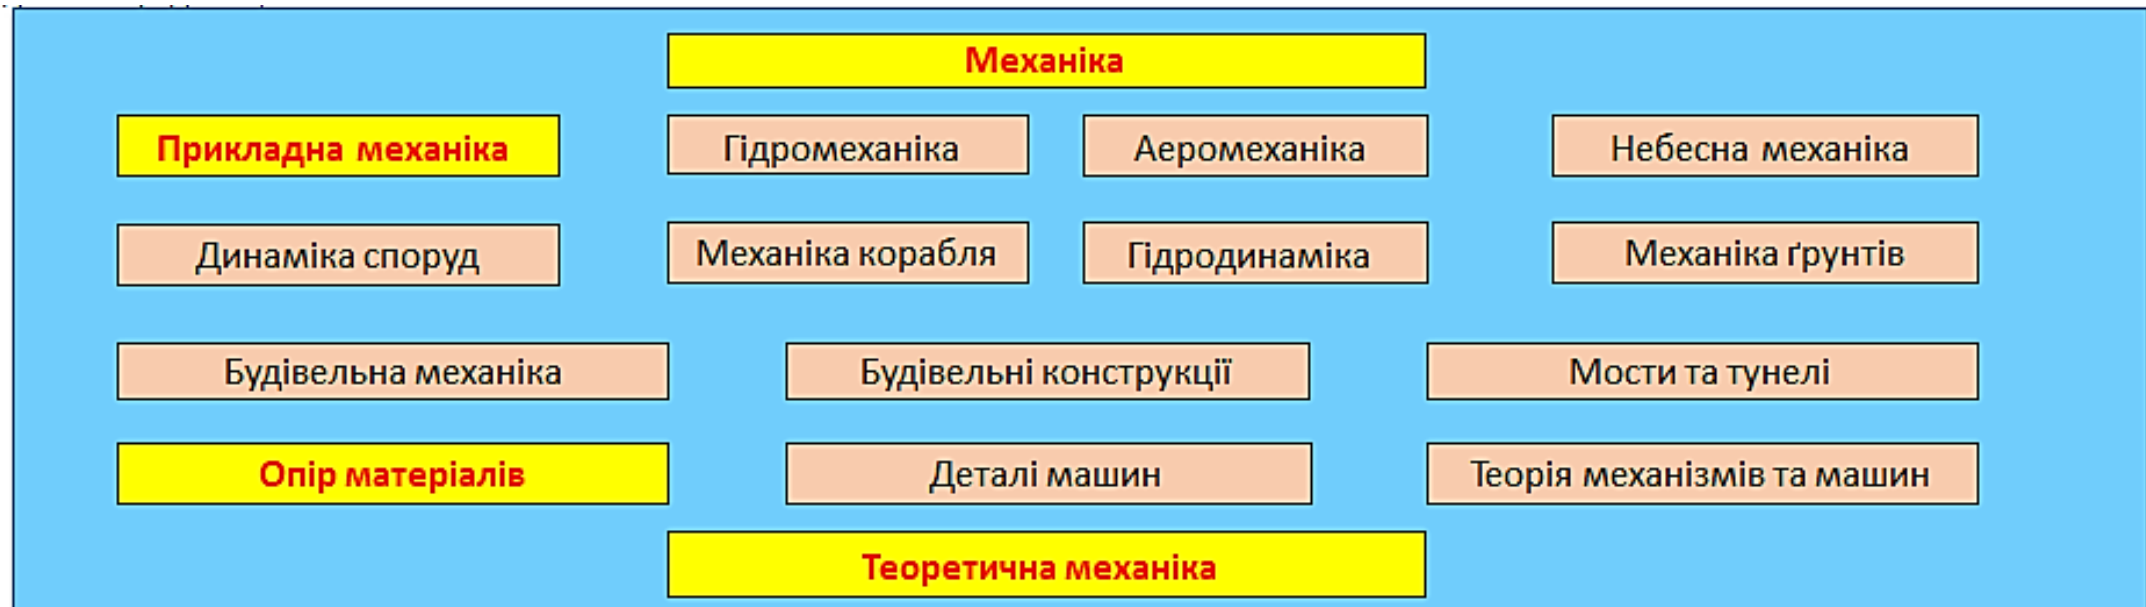 Механіка
Прикладна механіка
Гідромеханіка
Аеромеханіка
Небесна механіка
Динаміка споруд
Механіка корабля
Гідродинаміка
Механіка ґрунтів
Будівельна механіка
Будівельні конструкції
Мости та тунелі
Опір матеріалів
Деталі машин
Теорія механізмів та машин
Теоретична механіка